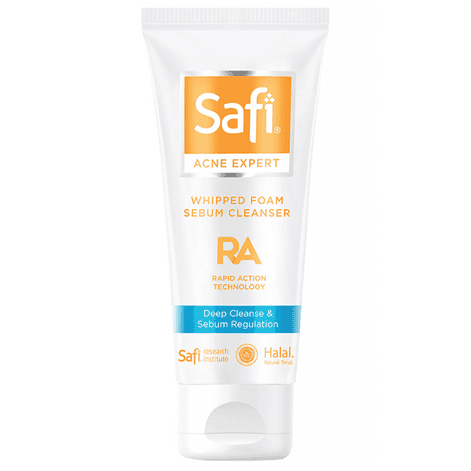 Safi®
ACNE EXPERT
WHIPPED FOAM
SEBUM CLEANSER
RA
RAPID ACTION
TECHNOLOGY
Deep Cleanse &
Sebum Regulation
Safi research
institute
Halal.
Natural.